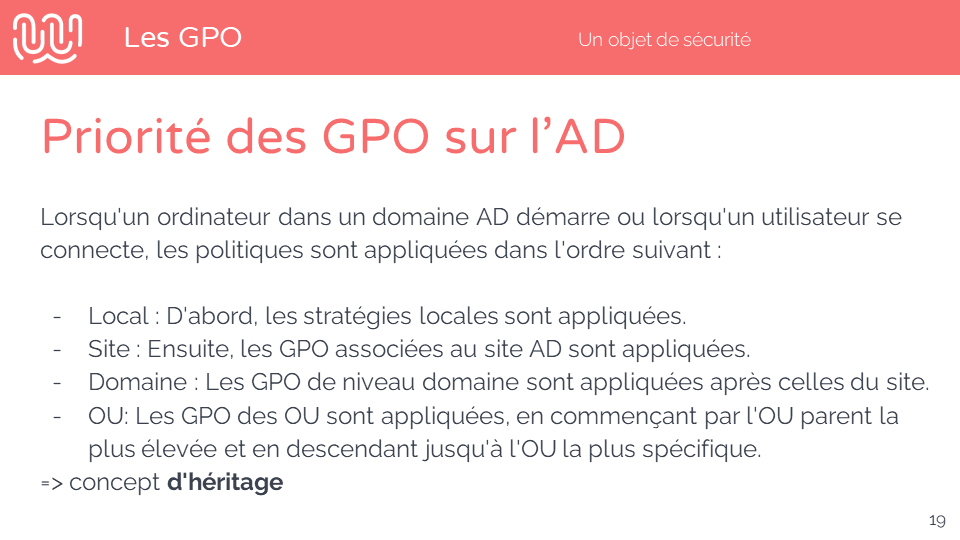 Les GPO
Un objet de sécurité
Priorité des GPO sur l’AD
Lorsqu'un ordinateur dans un domaine AD démarre ou lorsqu'un utilisateur se
connecte, les politiques sont appliquées dans l'ordre suivant :
- Local : D'abord, les stratégies locales sont appliquées.
- Site : Ensuite, les GPO associées au site AD sont appliquées.
- Domaine : Les GPO de niveau domaine sont appliquées après celles du site.
- OU: Les GPO des OU sont appliquées, en commençant par l'OU parent la
plus élevée et en descendant jusqu'à l'OU la plus spécifique.
=> concept d'héritage
19